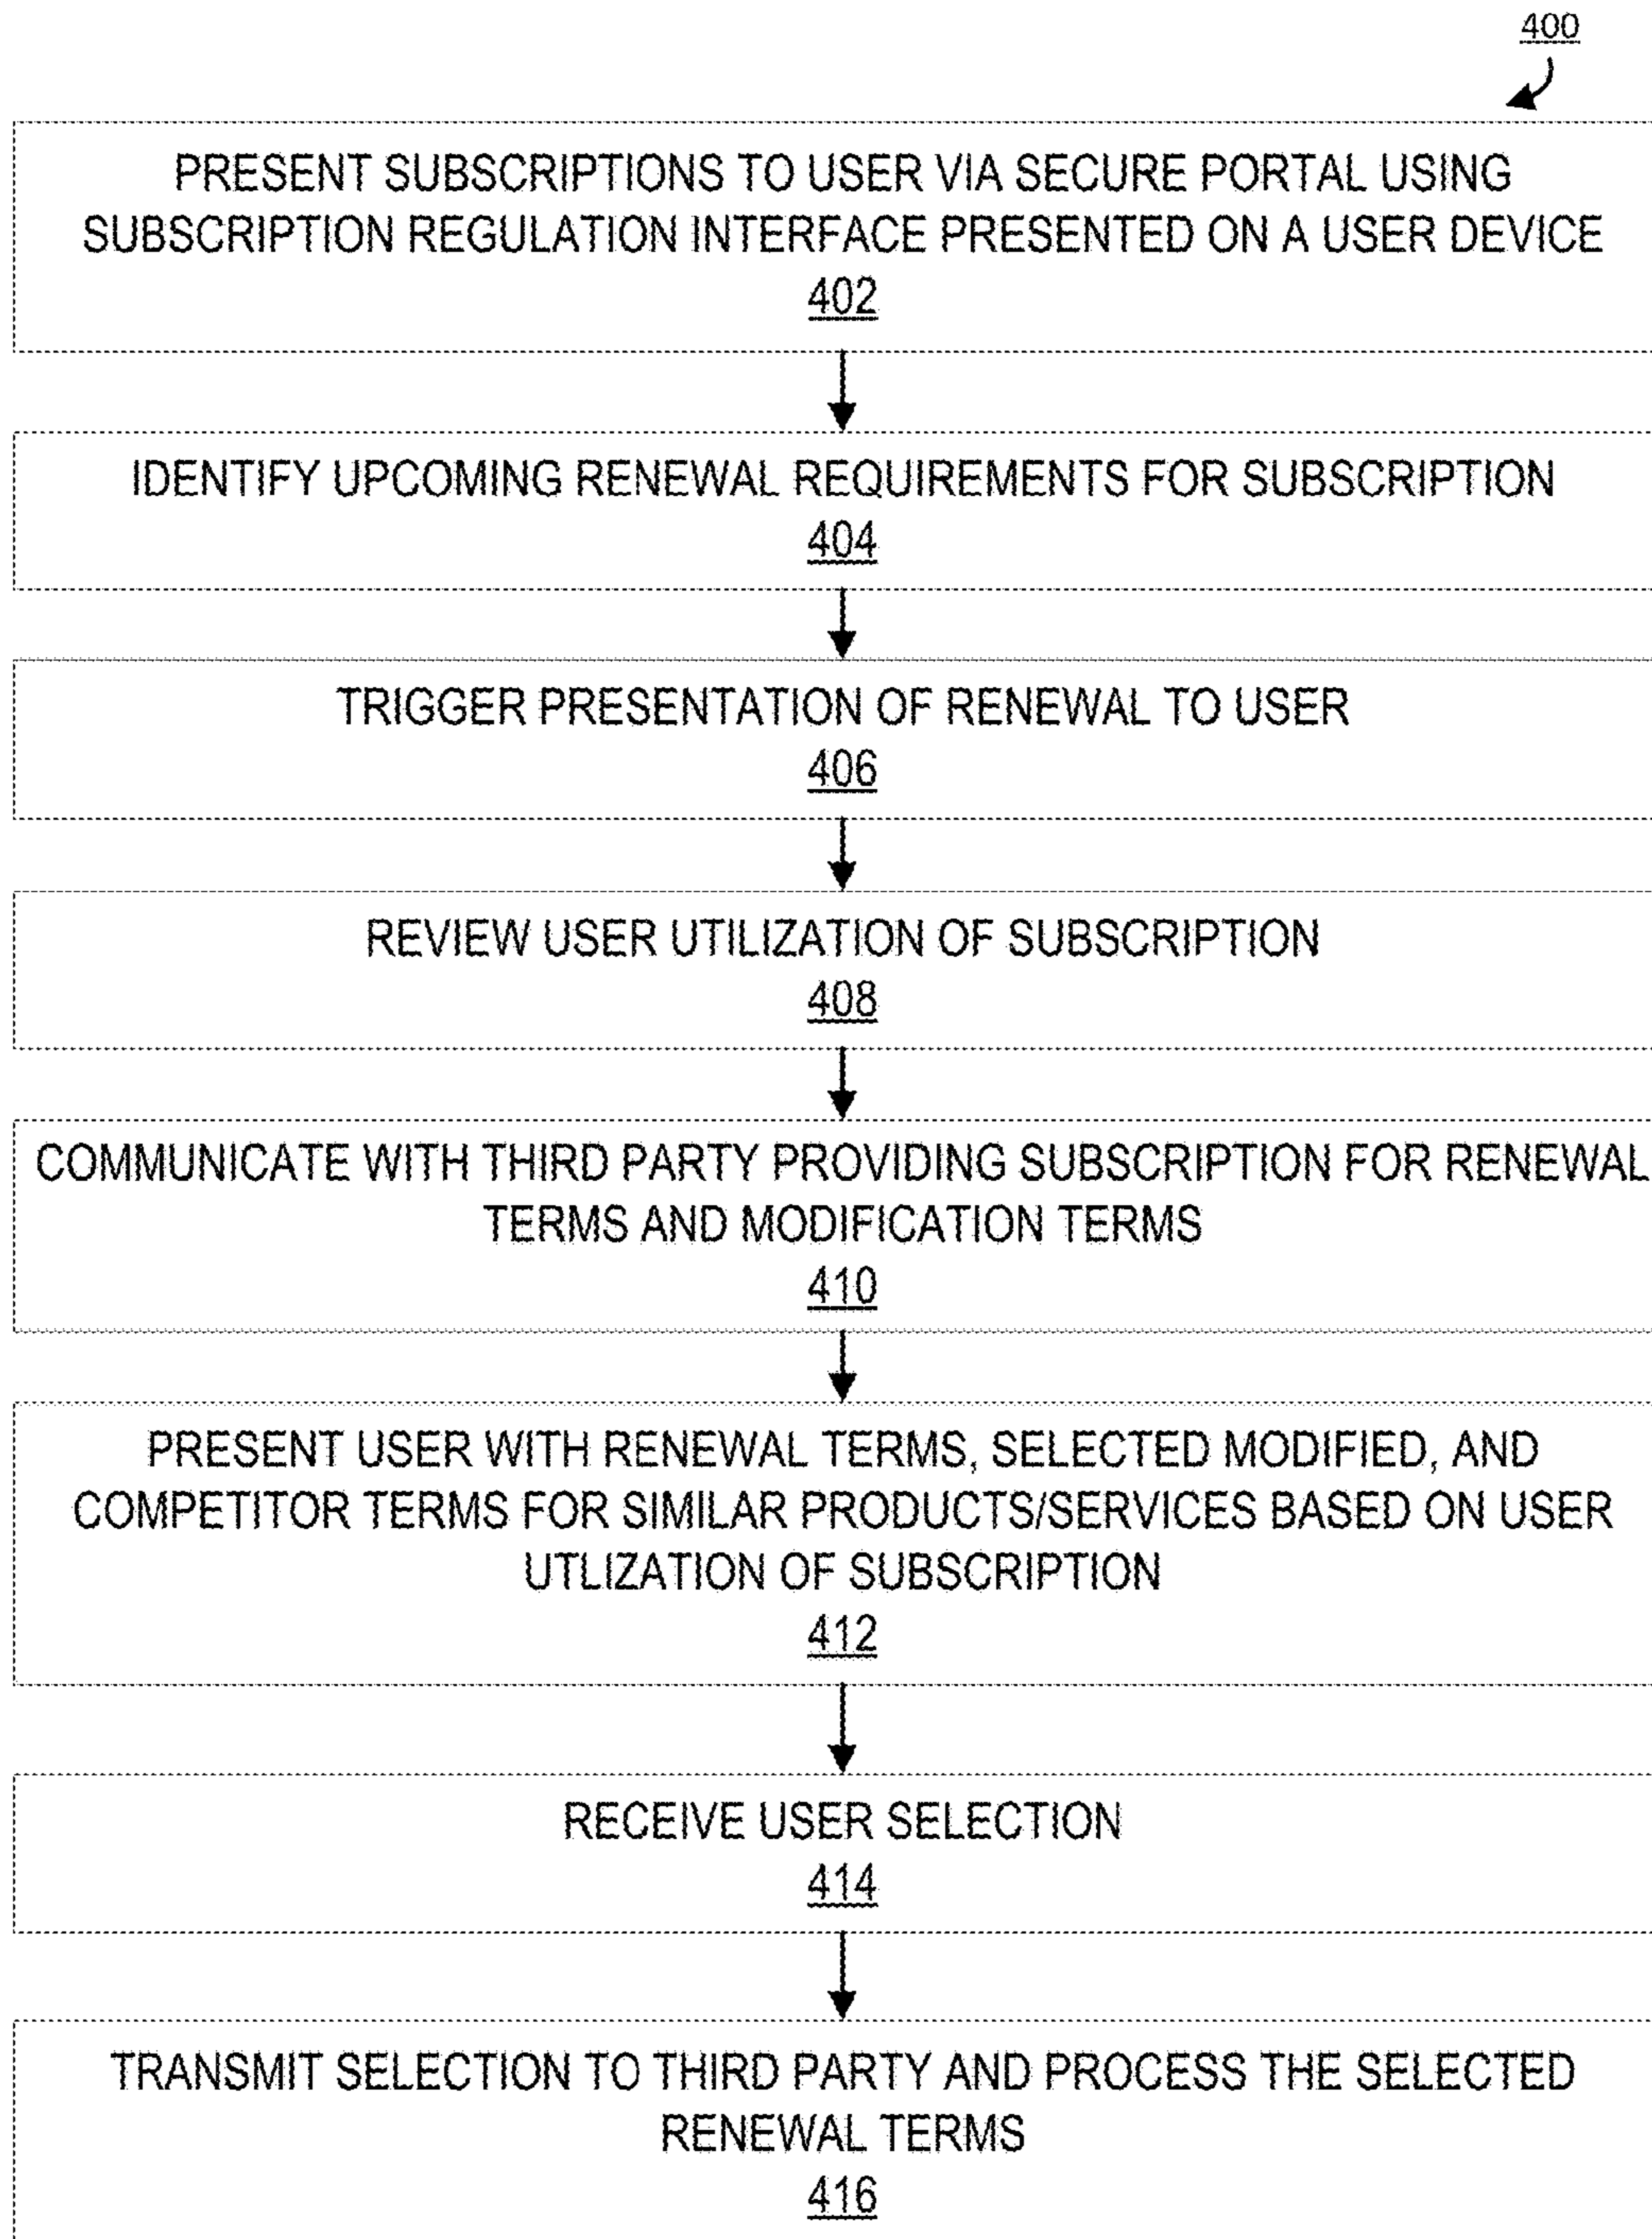 400
PRESENT SUBSCRIPTIONS TO USER VIA SECURE PORTAL USING
SUBSCRIPTION REGULATION INTERFACE PRESENTED ON A USER DEVICE
402
IDENTIFY UPCOMING RENEWAL REQUIREMENTS FOR SUBSCRIPTION
404
TRIGGER PRESENTATION OF RENEWAL TO USER
406
REVIEW USER UTILIZATION OF SUBSCRIPTION
408
COMMUNICATE WITH THIRD PARTY PROVIDING SUBSCRIPTION FOR RENEWAL
TERMS AND MODIFICATION TERMS
410
PRESENT USER WITH RENEWAL TERMS, SELECTED MODIFIED, AND
COMPETITOR TERMS FOR SIMILAR PRODUCTS/SERVICES BASED ON USER
UTLIZATION OF SUBSCRIPTION
412
RECEIVE USER SELECTION
414
TRANSMIT SELECTION TO THIRD PARTY AND PROCESS THE SELECTED
RENEWAL TERMS
416